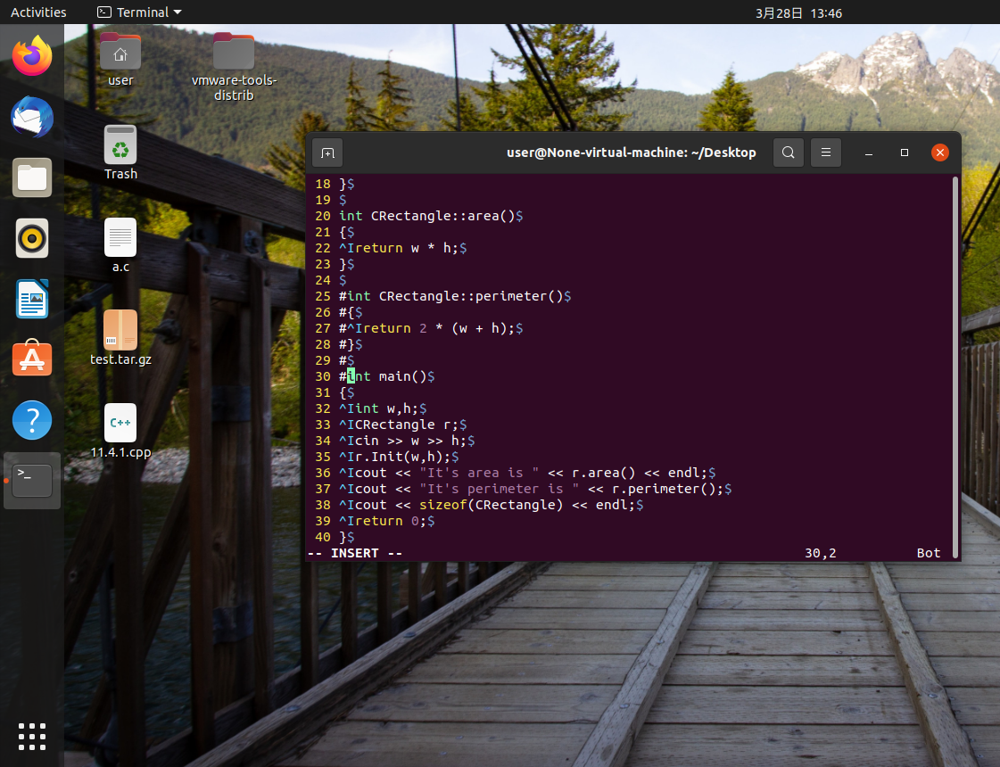 Activities
Terminal
3月28日 13:46
user
vmware-tools-
distrib
Trash
a.c
test.tar.gz
C++
11.4.1.cpp
user@None-virtual-machine: ~/Desktop
18 }$
19 $
20 int CRectangle::area()$
21 {$
22 ^Ireturn w * h;$
23 }$
24 $
25 #int CRectangle::perimeter()$
26 #{$
27 #^Ireturn 2 * (w + h);$
28 #}$
29 #$
30 #int main()$
31 {$
32 ^Iint w,h;$
33 ^ICRectangle r;$
34 ^Icin >> w >> h;$
35 ^Ir.Init(w,h);$
36 ^Icout << "It's area is " << r.area() << endl;$
37 ^Icout << "It's perimeter is " << r.perimeter();$
38 ^Icout << sizeof(CRectangle) << endl;$
39 ^Ireturn 0;$
40 }$
-- INSERT -- 30,2 Bot